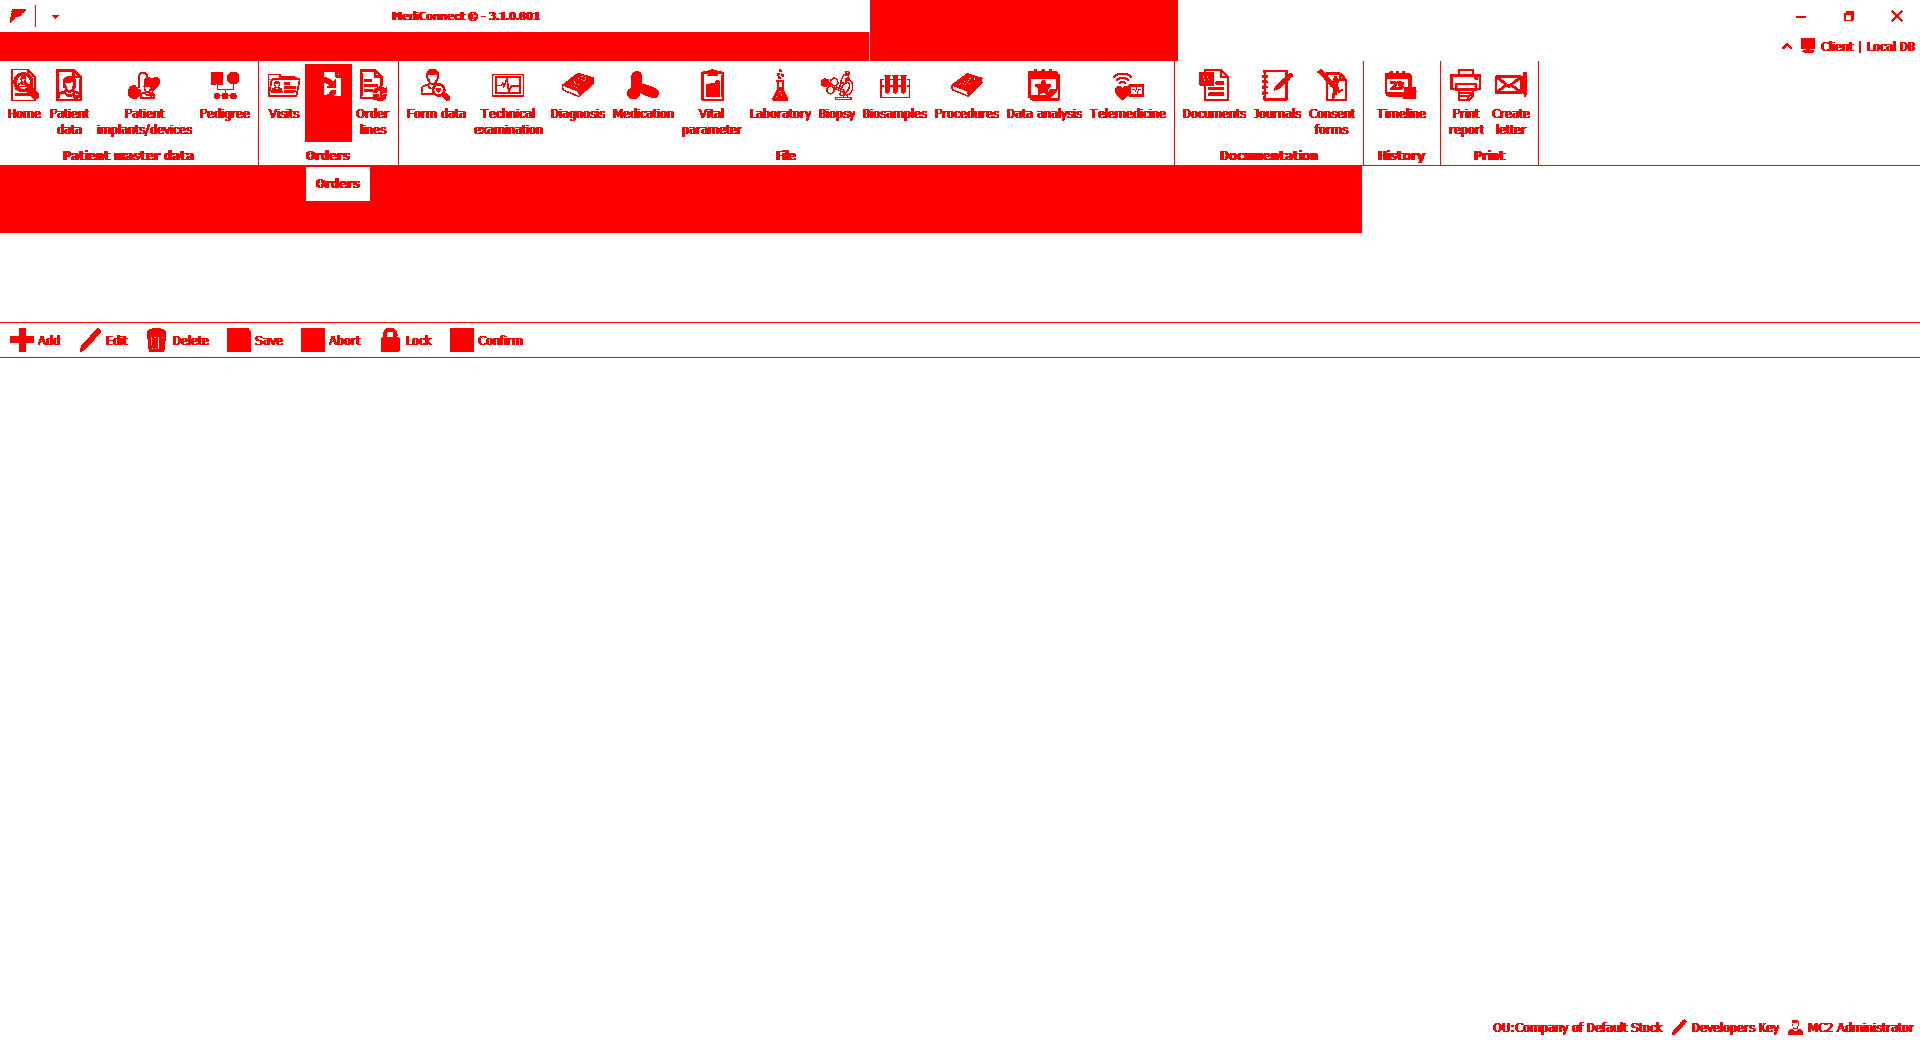 MediConnect © - 3.1.0.801
Client | Local DB
Home
Patient data
Patient implants/devices
Pedigree
Visits
Order lines
Form data
Technical examination
Diagnosis
Medication
Vital parameter
Laboratory
Biopsy
Biosamples
Procedures
Data analysis
Telemedicine
Documents
Journals
Consent forms
Timeline
Print report
Create letter
Patient master data
Orders
File
Documentation
History
Print
Orders
Add
Edit
Delete
Save
Abort
Lock
Confirm
OU:Company of Default Stock
Developers Key
MC2 Administrator